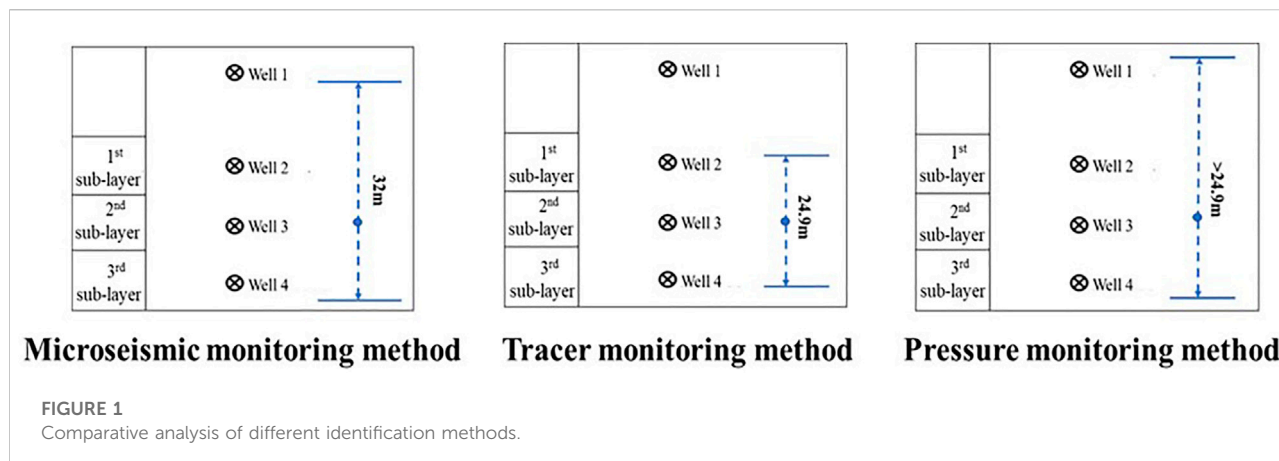 Well 1
1st
sub-layer
Well 2
2nd
sub-layer
Well 3
3rd
sub-layer
Well 4
32m
Microseismic monitoring method
Well 1
1st
sub-layer
Well 2
2nd
sub-layer
Well 3
3rd
sub-layer
Well 4
24.9m
Tracer monitoring method
Well 1
1st
sub-layer
Well 2
2nd
sub-layer
Well 3
3rd
sub-layer
Well 4
>24.9m
Pressure monitoring method
FIGURE 1
Comparative analysis of different identification methods.